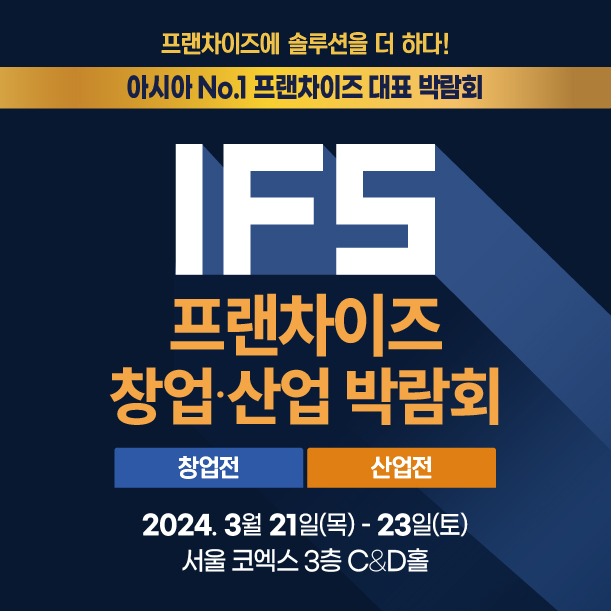 프랜차이즈에 솔루션을 더 하다!
아시아 No.1 프랜차이즈 대표 박람회
IFS
프랜차이즈
창업·산업 박람회
창업전 산업전
2024. 3월 21일(목) - 23일(토)
서울 코엑스 3층 C&D홀